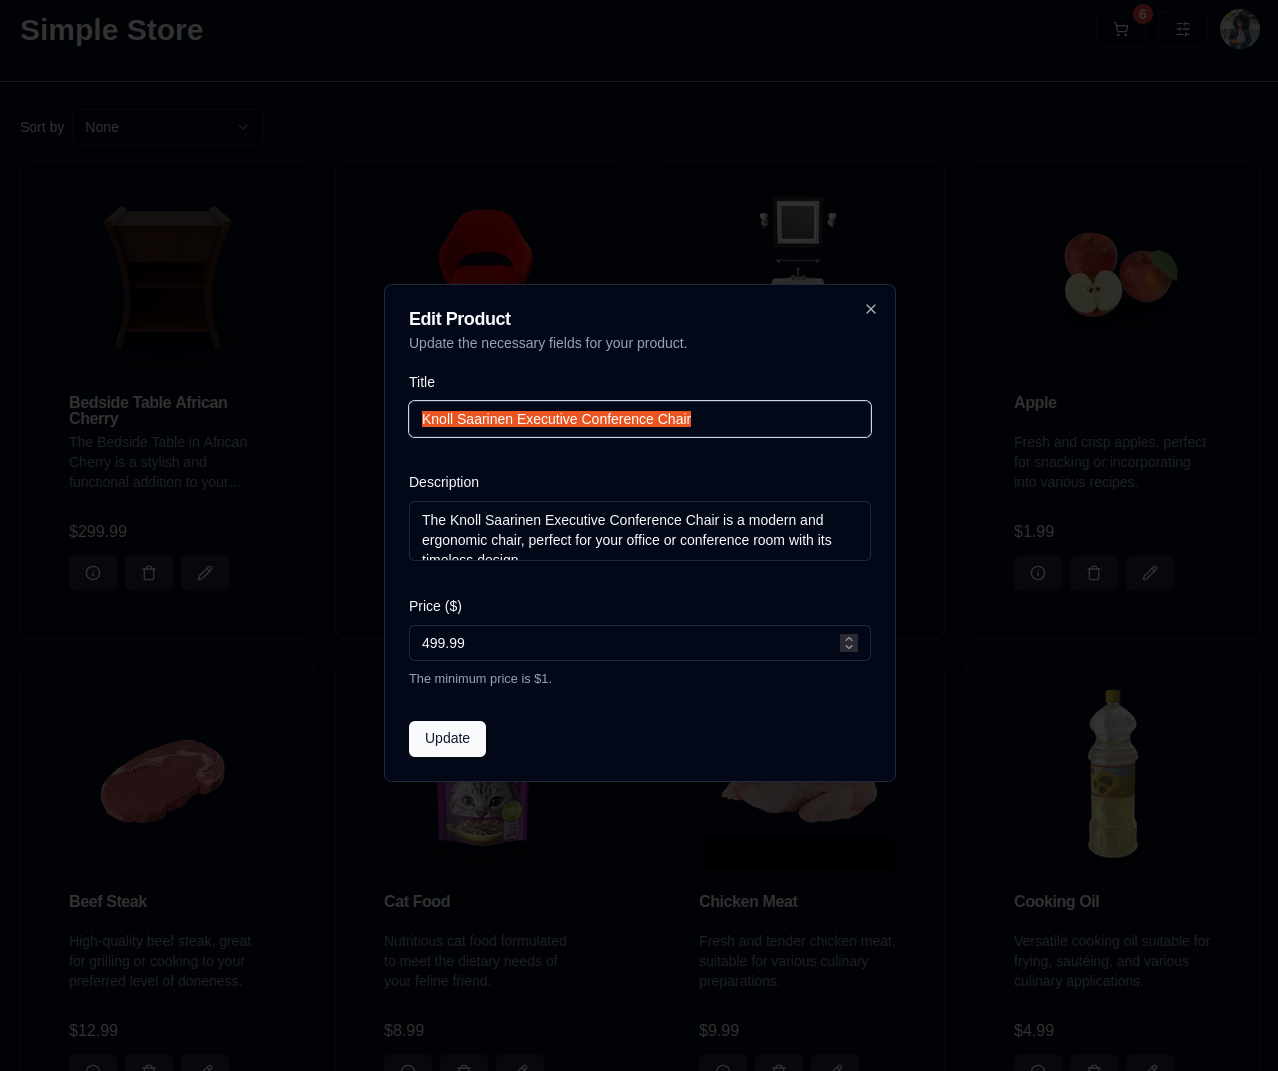 Simple Store
6
Sort by
None
Edit Product
Update the necessary fields for your product.
Title
Knoll Saarinen Executive Conference Chair
Description
The Knoll Saarinen Executive Conference Chair is a modern and
ergonomic chair, perfect for your office or conference room with its
timeless design.
Price ($)
499.99
The minimum price is $1.
Update
Bedside Table African
Cherry
The Bedside Table in African
Cherry is a stylish and
functional addition to your…
$299.99
Apple
Fresh and crisp apples, perfect
for snacking or incorporating
into various recipes.
$1.99
Beef Steak
High-quality beef steak, great
for grilling or cooking to your
preferred level of doneness.
$12.99
Cat Food
Nutritious cat food formulated
to meet the dietary needs of
your feline friend.
$8.99
Chicken Meat
Fresh and tender chicken meat,
suitable for various culinary
preparations.
$9.99
Cooking Oil
Versatile cooking oil suitable for
frying, sautéing, and various
culinary applications.
$4.99